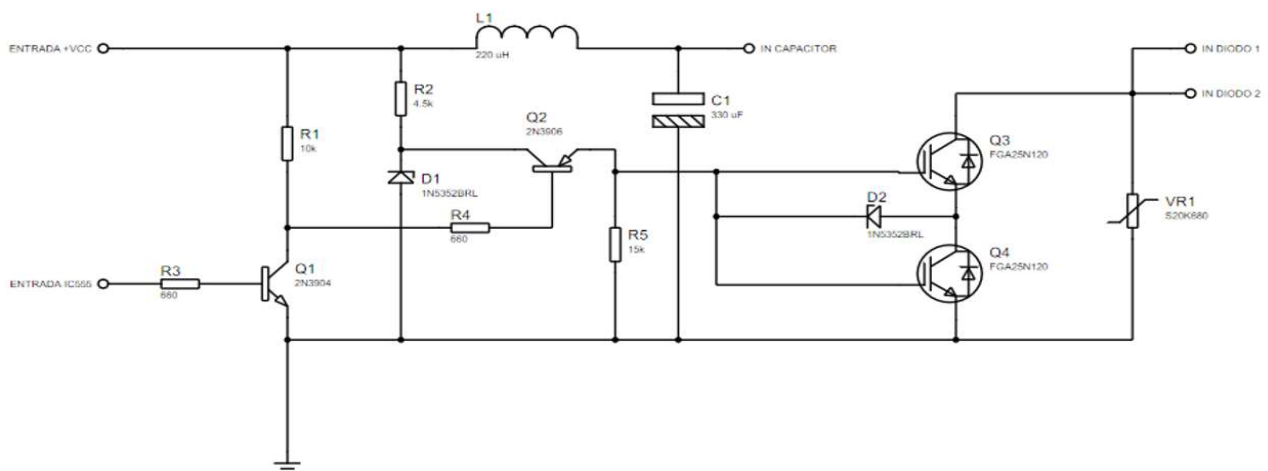 L1
ENTRADA +VCC
220 uH
IN CAPACITOR
IN DIODO 1
R2
4.5k
C1
330 uF
IN DIODO 2
Q2
2N3906
R1
10k
Q3
FGA25N120
D1
1N5352BRL
D2
1N5352BRL
VR1
S20K680
R4
660
R5
15k
Q4
FGA25N120
ENTRADA IC555
R3
660
Q1
2N3904